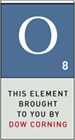 O
8
THIS ELEMENT
BROUGHT
TO YOU BY
DOW CORNING